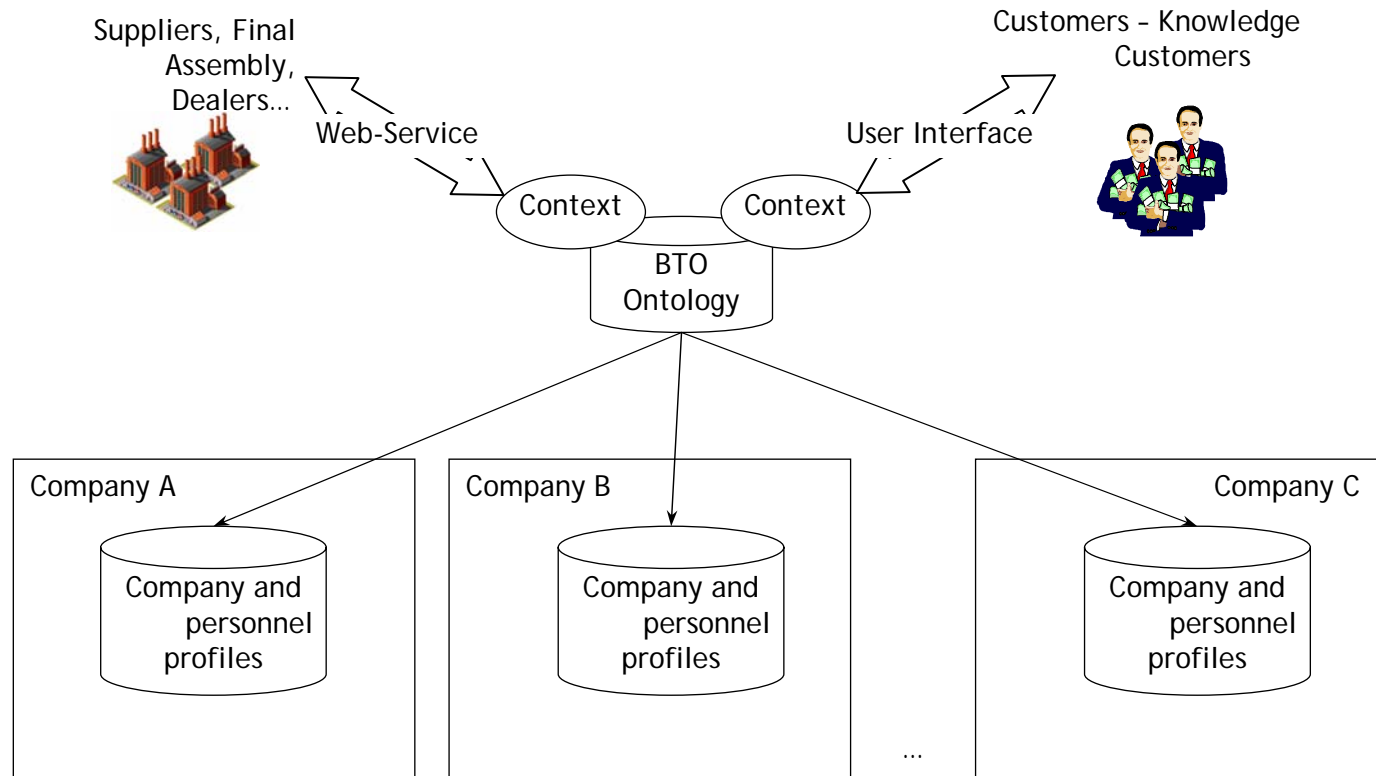 Suppliers, Final
Assembly,
Dealers...
Customers – Knowledge
Customers
Web-Service
User Interface
Context
Context
BTO
Ontology
Company A
Company and
personnel
profiles
Company B
Company and
personnel
profiles
...
Company C
Company and
personnel
profiles